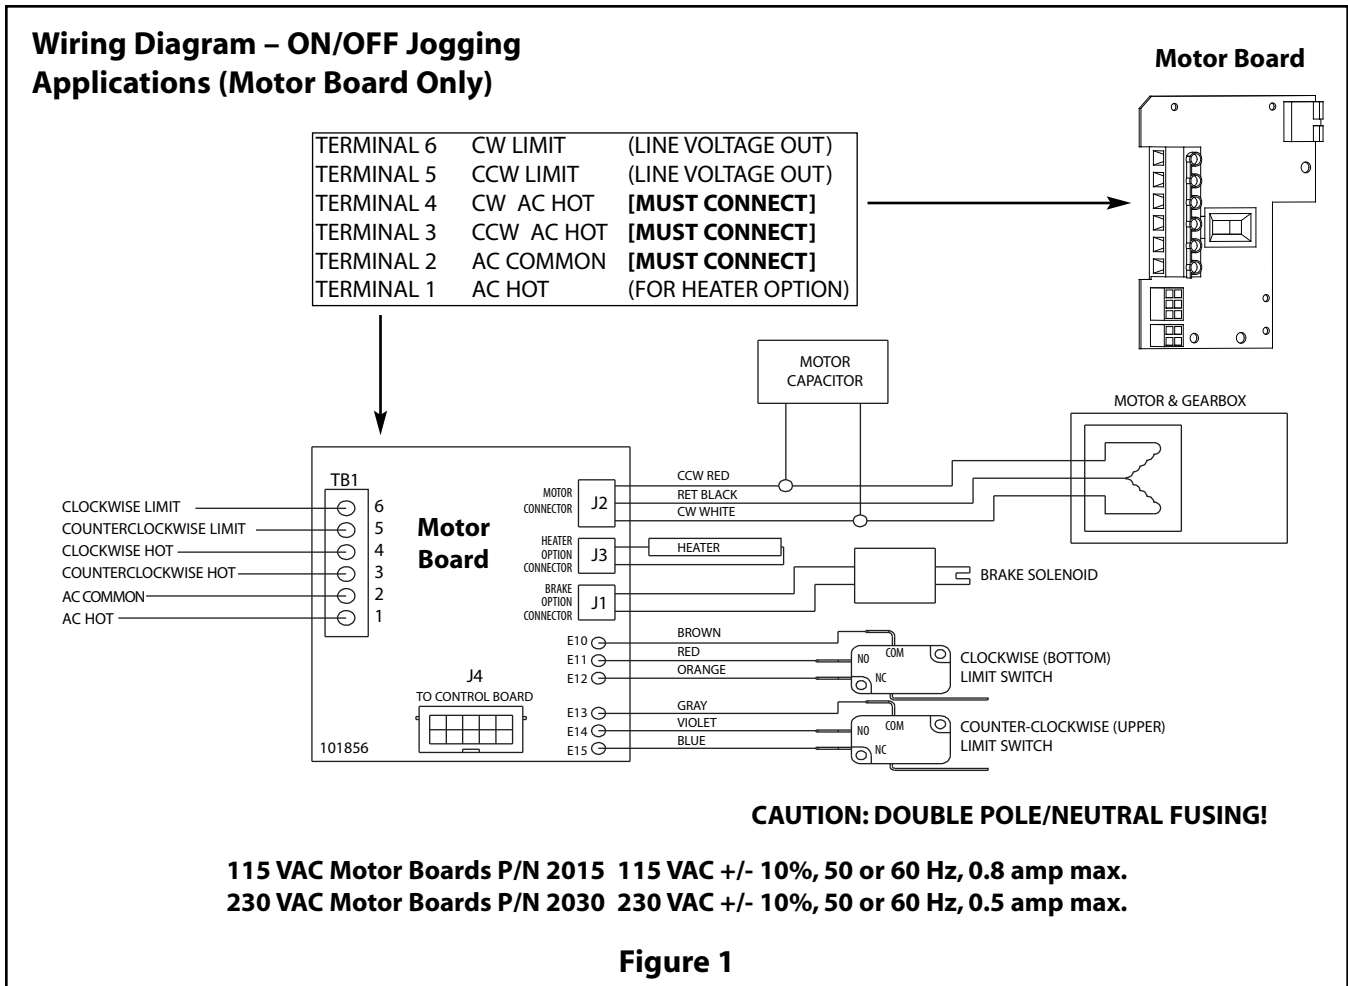 Wiring Diagram – ON/OFF Jogging
Applications (Motor Board Only)
Motor Board
TERMINAL 6 CW LIMIT (LINE VOLTAGE OUT)
TERMINAL 5 CCW LIMIT (LINE VOLTAGE OUT)
TERMINAL 4 CW AC HOT [MUST CONNECT]
TERMINAL 3 CCW AC HOT [MUST CONNECT]
TERMINAL 2 AC COMMON [MUST CONNECT]
TERMINAL 1 AC HOT (FOR HEATER OPTION)
MOTOR
CAPACITOR
MOTOR & GEARBOX
TB1
CLOCKWISE LIMIT 6
COUNTERCLOCKWISE LIMIT 5
CLOCKWISE HOT 4
COUNTERCLOCKWISE HOT 3
AC COMMON 2
AC HOT 1
Motor
Board
MOTOR
CONNECTOR
J2
CCW RED
RET BLACK
CW WHITE
HEATER
OPTION
CONNECTOR
J3
HEATER
BRAKE
OPTION
CONNECTOR
J1
BRAKE SOLENOID
E10 BROWN
E11 RED
E12 ORANGE
COM
NO
NC
CLOCKWISE (BOTTOM)
LIMIT SWITCH
J4
TO CONTROL BOARD
E13 GRAY
E14 VIOLET
E15 BLUE
COM
NO
NC
COUNTER-CLOCKWISE (UPPER)
LIMIT SWITCH
101856
CAUTION: DOUBLE POLE/NEUTRAL FUSING!
115 VAC Motor Boards P/N 2015 115 VAC +/- 10%, 50 or 60 Hz, 0.8 amp max.
230 VAC Motor Boards P/N 2030 230 VAC +/- 10%, 50 or 60 Hz, 0.5 amp max.
Figure 1